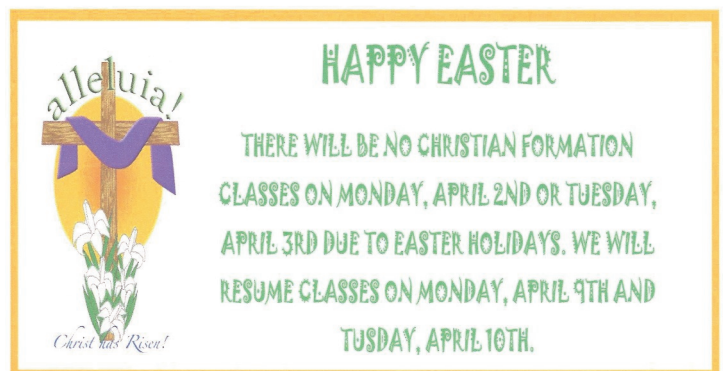 alleluia!
Christ has Risen!
HAPPY EASTER
THERE WILL BE NO CHRISTIAN FORMATION
CLASSES ON MONDAY, APRIL 2ND OR TUESDAY,
APRIL 3RD DUE TO EASTER HOLIDAYS. WE WILL
RESUME CLASSES ON MONDAY, APRIL 9TH AND
TUSDAY, APRIL 10TH.